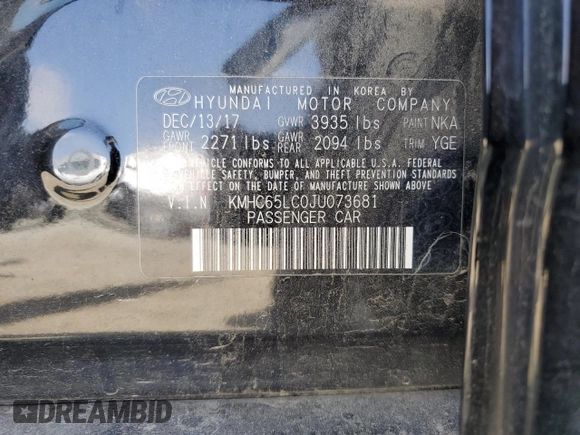 MANUFACTURED IN KOREA BY
HYUNDAI MOTOR COMPANY
DEC/13/17 GVWR 3935 lbs PAINT NKA
GAWR FRONT 2271 lbs GAWR REAR 2094 lbs TRIM YGE
VEHICLE CONFORMS TO ALL U.S.A. FEDERAL
VEHICLE SAFETY, BUMPER, AND THEFT PREVENTION STANDARDS
EFFECT ON THE DATE OF MANUFACTURE SHOWN ABOVE.
V.I.N KMHC65LC0JU073681
PASSENGER CAR
DREAMBID